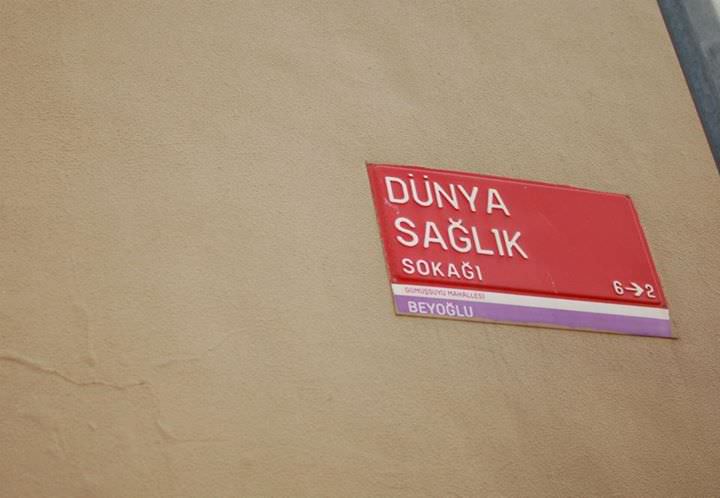 DÜNYA
SAĞLIK
SOKAĞI
6→2
GÜMÜŞSUYU MAHALLESİ
BEYOĞLU